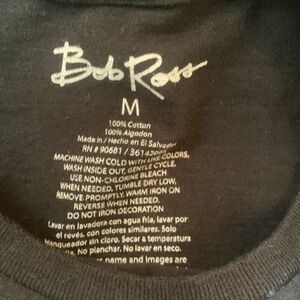 Bob Ross
M
100% Cotton
100% Algodon
Made in / Hecho en El Salvador
RN # 90681 / 36142
MACHINE WASH COLD WITH LIKE COLORS,
WASH INSIDE OUT, GENTLE CYCLE.
USE NON-CHLORINE BLEACH
WHEN NEEDED, TUMBLE DRY LOW,
REMOVE PROMPTLY, WARM IRON ON
REVERSE WHEN NEEDED.
DO NOT IRON DECORATION
Lavar en lavadora con agua fria, lavar por
el revés, con colores similares. Solo
blanqueador sin cloro. Secar a temperatura
No planchar. No lavar en seco.
name and images are